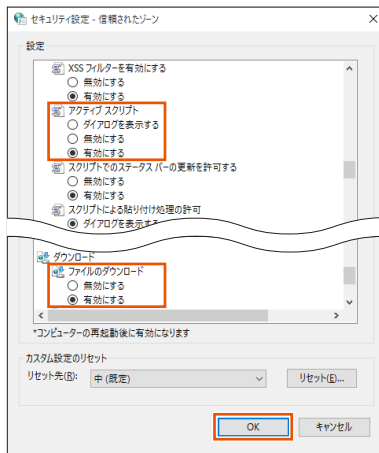 セキュリティ設定 - 信頼されたゾーン
設定
XSS フィルターを有効にする
無効にする
有効にする
アクティブ スクリプト
ダイアログを表示する
無効にする
有効にする
スクリプトでのステータス バーの更新を許可する
無効にする
有効にする
スクリプトによる貼り付け処理の許可
ダイアログを表示する
ダウンロード
ファイルのダウンロード
無効にする
有効にする
*コンピューターの再起動後に有効になります
カスタム設定のリセット
リセット先(R): 中 (既定) リセット(E)...
OK キャンセル